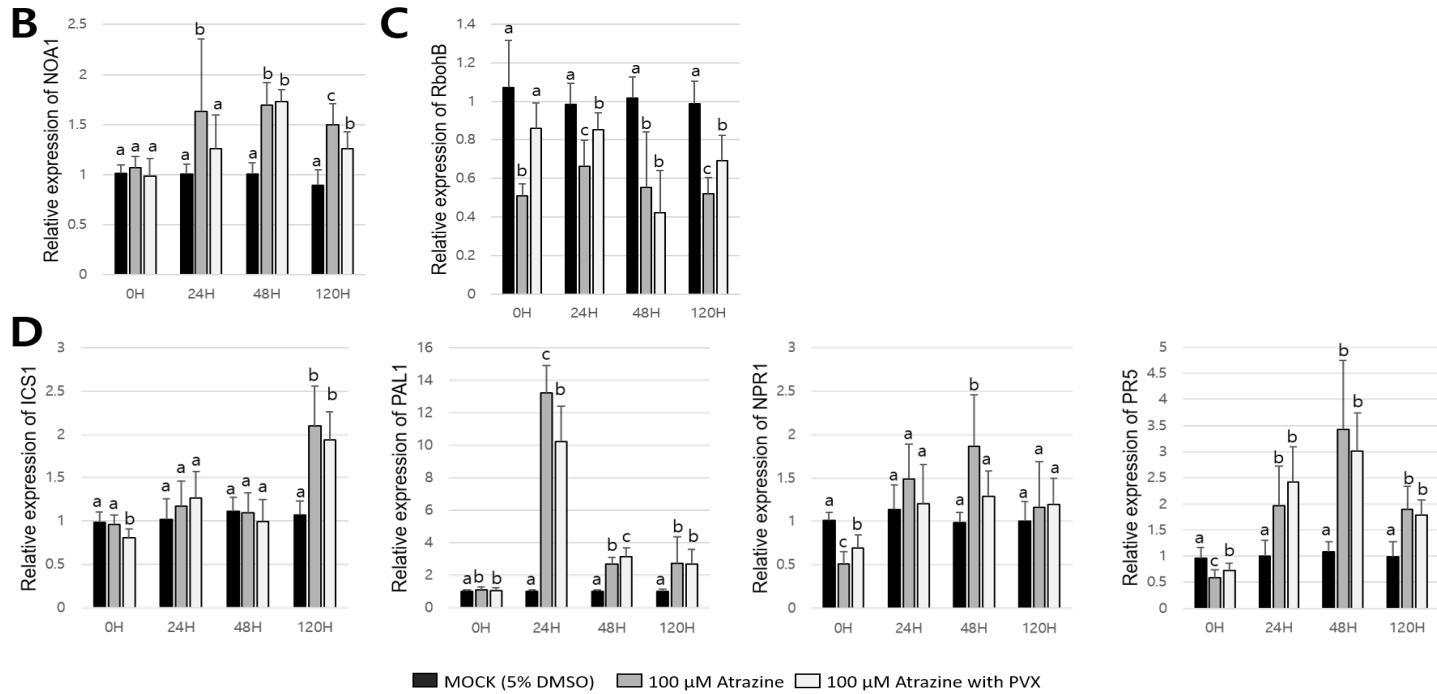 B
Relative expression of NOA1
2.5
2
1.5
1
0.5
0
a a a
a b a
a b b
a c b
0H 24H 48H 120H
C
Relative expression of RbohB
1.4
1.2
1
0.8
0.6
0.4
0.2
0
a b a
a c b
a b b
a c b
0H 24H 48H 120H
D
Relative expression of ICS1
3
2.5
2
1.5
1
0.5
0
a a b
a a a
a a a
a b b
0H 24H 48H 120H
Relative expression of PAL1
16
14
12
10
8
6
4
2
0
a b b
a c b
a b c
a b b
0H 24H 48H 120H
Relative expression of NPR1
3
2.5
2
1.5
1
0.5
0
a c b
a a a
a b a
a a a
0H 24H 48H 120H
Relative expression of PR5
5
4.5
4
3.5
3
2.5
2
1.5
1
0.5
0
a c b
a b b
a b b
a b b
0H 24H 48H 120H
MOCK (5% DMSO) 100 μM Atrazine 100 μM Atrazine with PVX